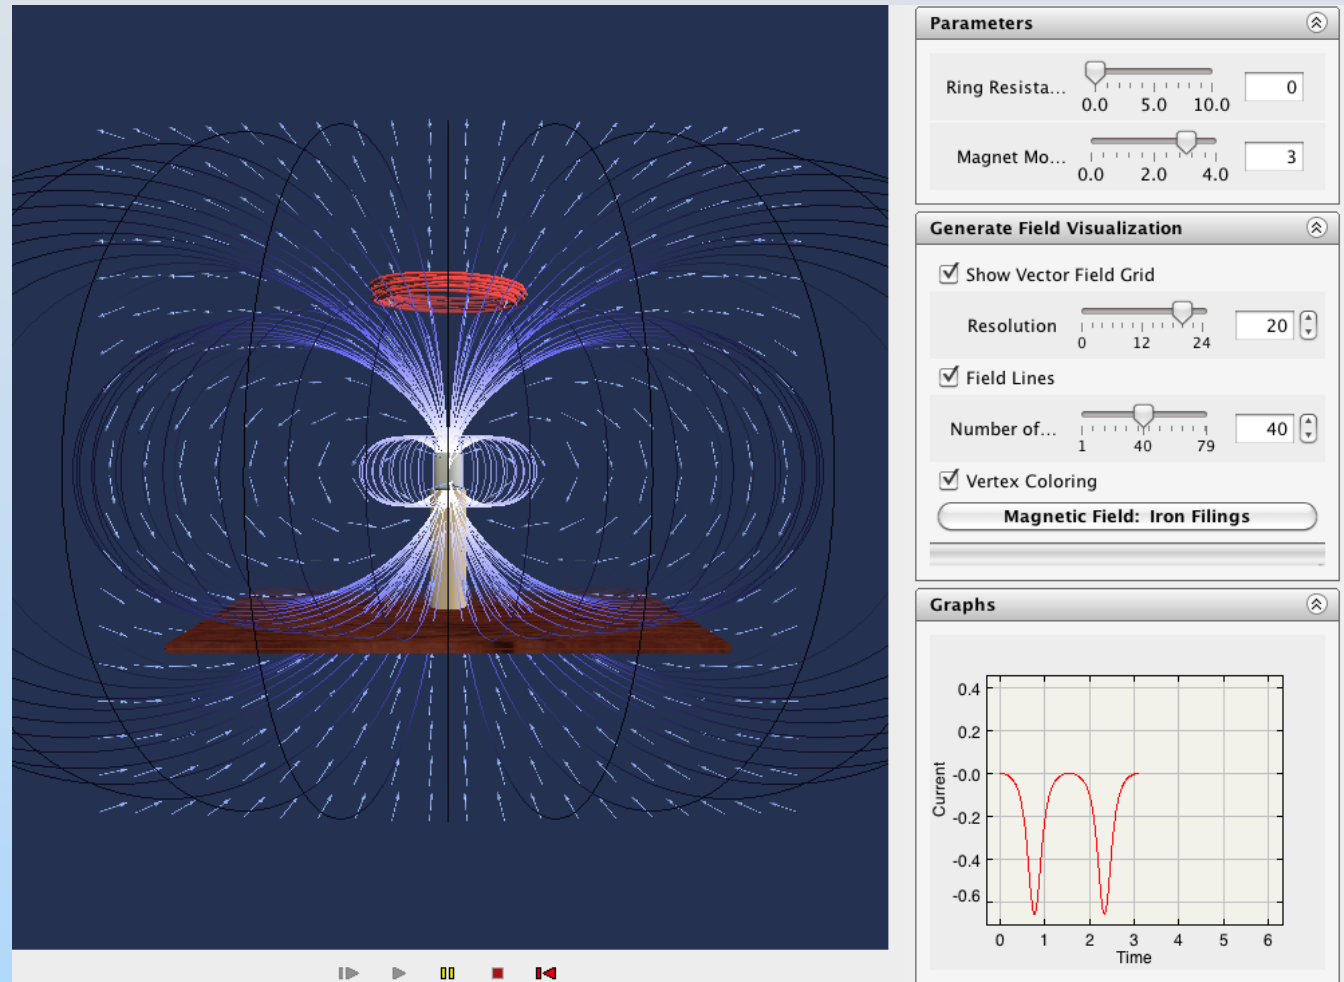 Parameters
Ring Resista...
0
0.0 5.0 10.0
Magnet Mo...
3
0.0 2.0 4.0
Generate Field Visualization
Show Vector Field Grid
Resolution
20
0 12 24
Field Lines
Number of...
40
1 40 79
Vertex Coloring
Magnetic Field: Iron Filings
Graphs
0.4
0.2
-0.0
-0.2
-0.4
-0.6
Current
0 1 2 3 4 5 6
Time